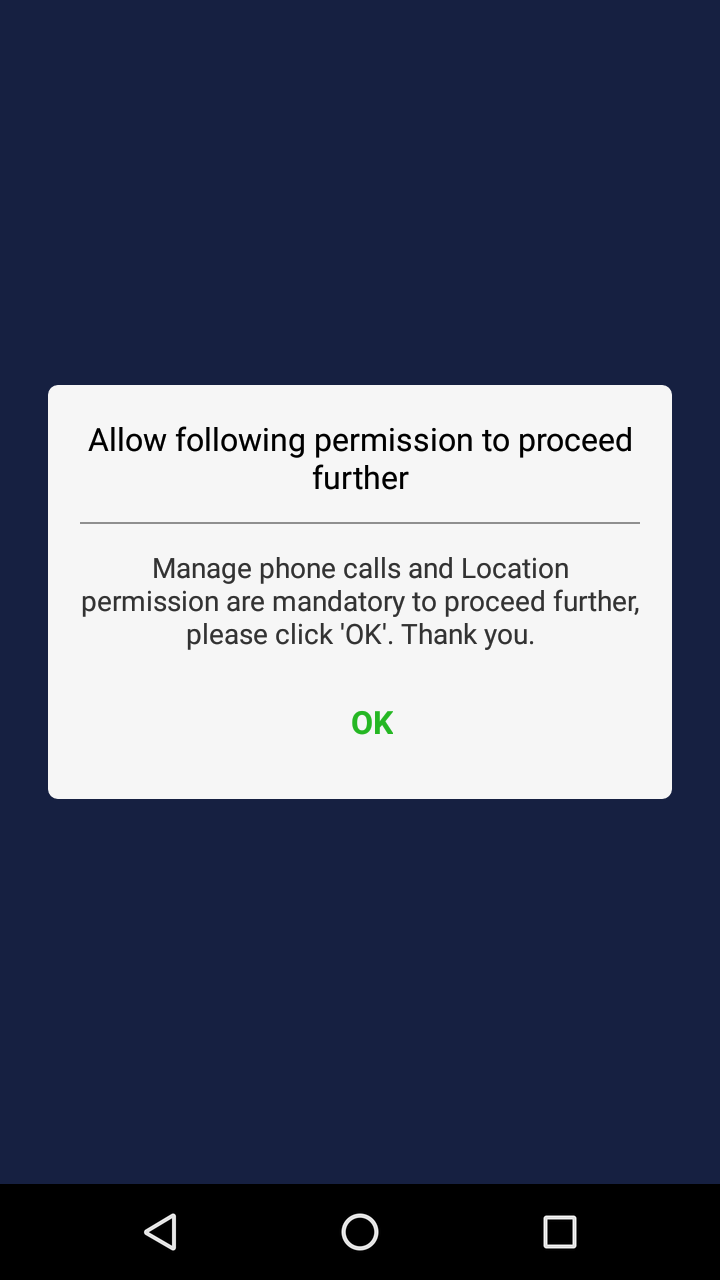 Allow following permission to proceed
further
Manage phone calls and Location
permission are mandatory to proceed further,
please click 'OK'. Thank you.
OK